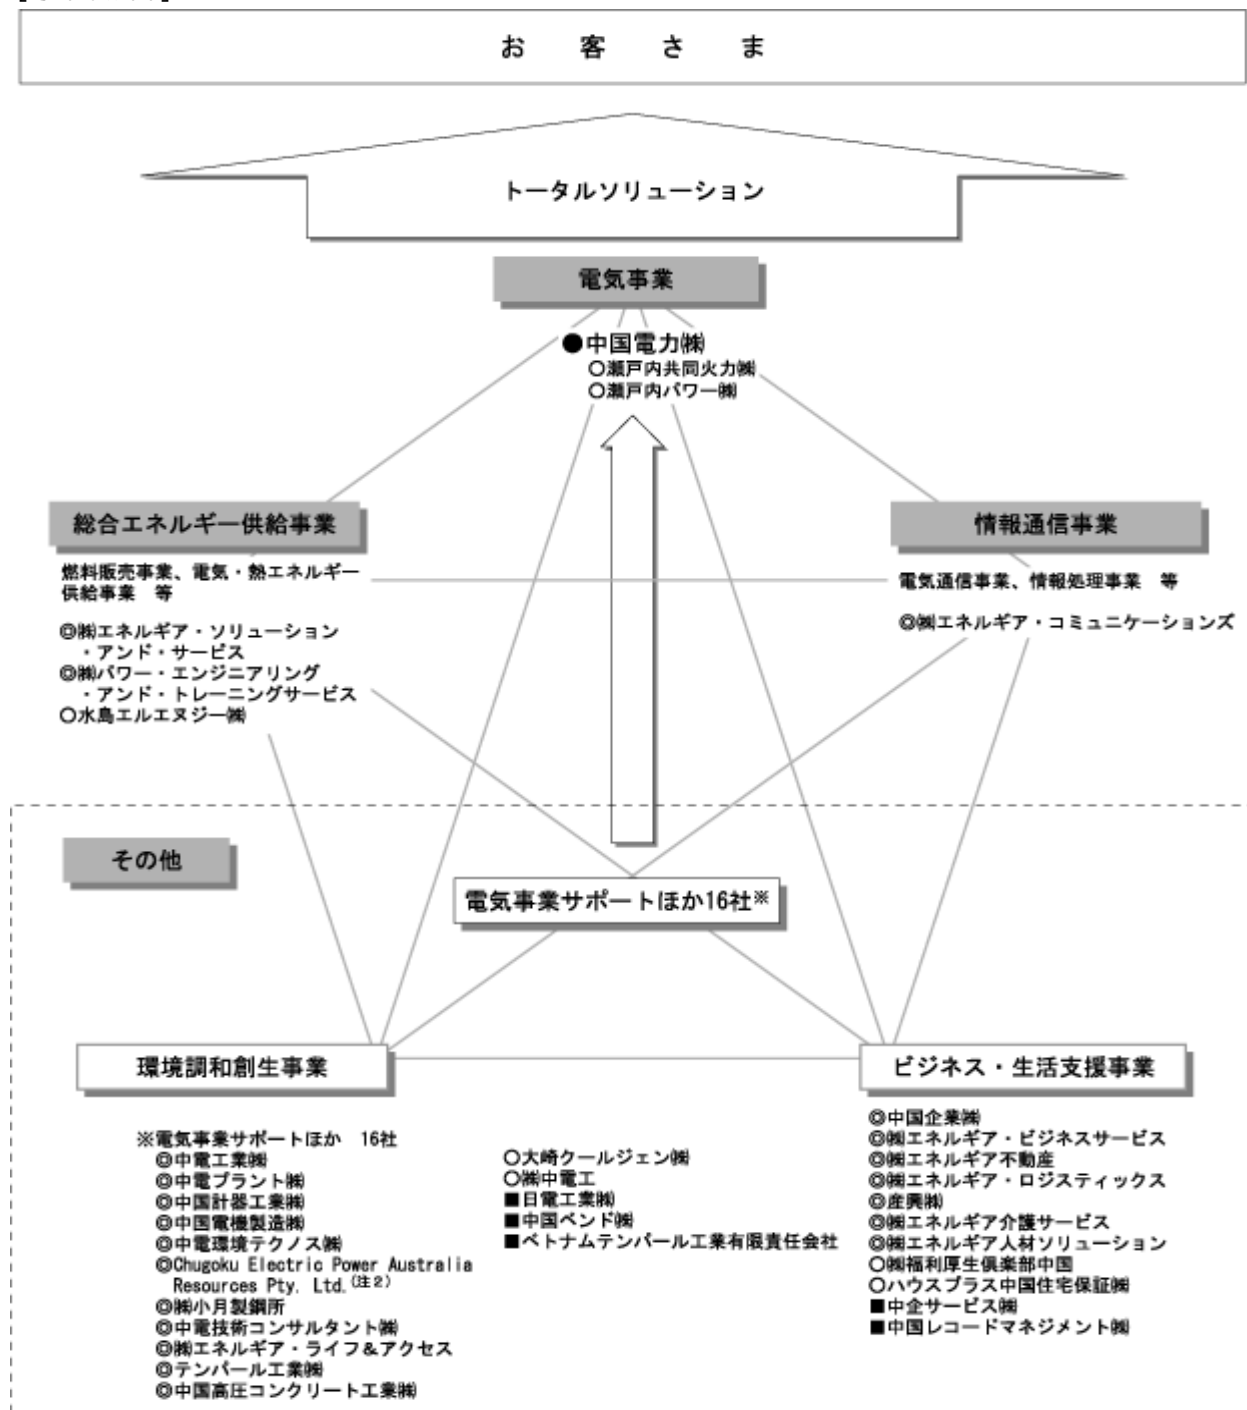 お客さま
トータルソリューション
電気事業
●中国電力㈱
○瀬戸内共同火力㈱
○瀬戸内パワー㈱
総合エネルギー供給事業
燃料販売事業、電気・熱エネルギー
供給事業 等
◎㈱エネルギア・ソリューション
・アンド・サービス
◎㈱パワー・エンジニアリング
・アンド・トレーニングサービス
○水島エルエヌジー㈱
情報通信事業
電気通信事業、情報処理事業 等
◎㈱エネルギア・コミュニケーションズ
その他
電気事業サポートほか16社※
環境調和創生事業
ビジネス・生活支援事業
※電気事業サポートほか 16社
◎中電工業㈱
◎中電プラント㈱
◎中国計器工業㈱
◎中国電機製造㈱
◎中電環境テクノス㈱
◎Chugoku Electric Power Australia
Resources Pty. Ltd.(注2)
◎㈱小月製鋼所
◎中電技術コンサルタント㈱
◎㈱エネルギア・ライフ&アクセス
◎テンパール工業㈱
◎中国高圧コンクリート工業㈱
○大崎クールジェン㈱
○㈱中電工
■日電工業㈱
■中国ベンド㈱
■ベトナムテンパール工業有限責任会社
◎中国企業㈱
◎㈱エネルギア・ビジネスサービス
◎㈱エネルギア不動産
◎㈱エネルギア・ロジスティックス
◎産興㈱
◎㈱エネルギア介護サービス
◎㈱エネルギア人材ソリューション
○㈱福利厚生倶楽部中国
○ハウスプラス中国住宅保証㈱
■中企サービス㈱
■中国レコードマネジメント㈱